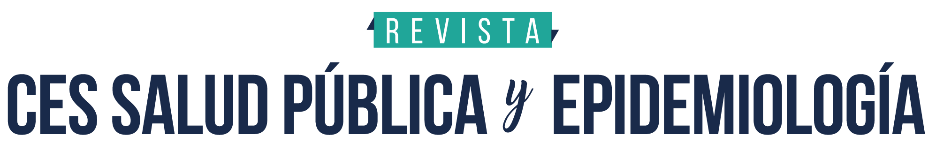 REVISTA
CES SALUD PÚBLICA y EPIDEMIOLOGÍA